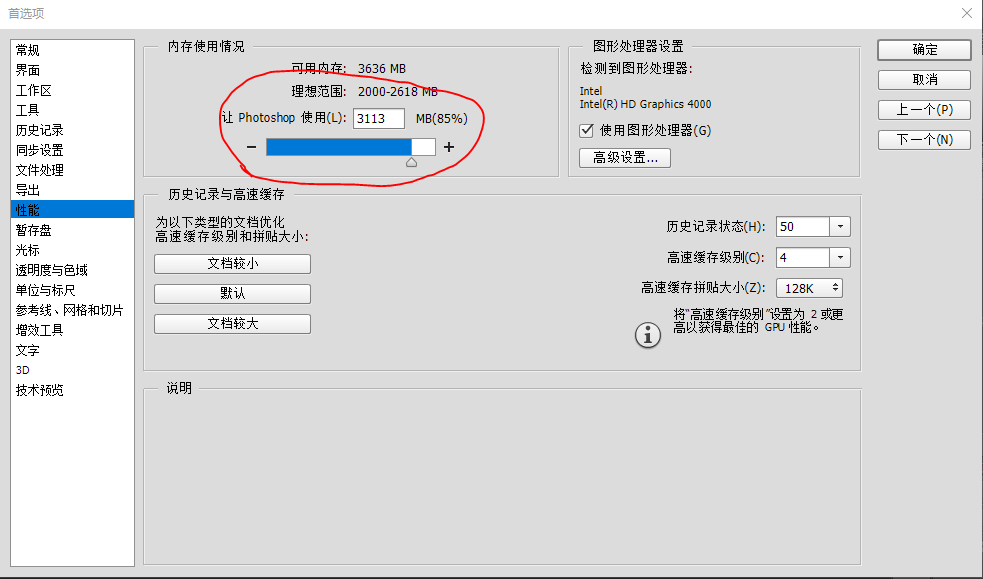 首选项
常规
界面
工作区
工具
历史记录
同步设置
文件处理
导出
性能
暂存盘
光标
透明度与色域
单位与标尺
参考线、网格和切片
增效工具
文字
3D
技术预览
内存使用情况
可用内存: 3636 MB
理想范围: 2000-2618 MB
让 Photoshop 使用(L): 3113 MB(85%)
图形处理器设置
检测到图形处理器:
Intel
Intel(R) HD Graphics 4000
使用图形处理器(G)
高级设置...
历史记录与高速缓存
为以下类型的文档优化
高速缓存级别和拼贴大小:
文档较小
默认
文档较大
历史记录状态(H): 50
高速缓存级别(C): 4
高速缓存拼贴大小(Z): 128K
将“高速缓存级别”设置为 2 或更
高以获得最佳的 GPU 性能。
说明
确定
取消
上一个(P)
下一个(N)